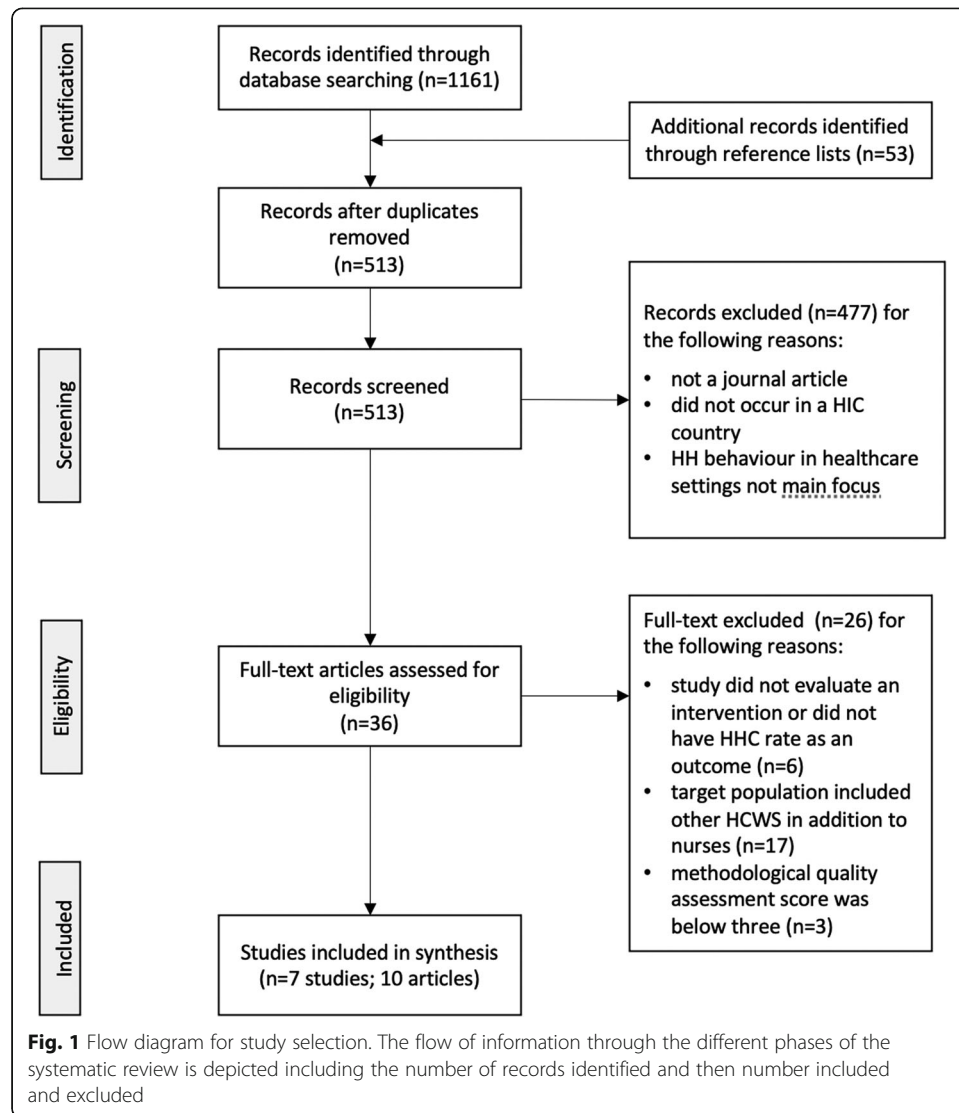 Identification
Records identified through
database searching (n=1161)
Additional records identified
through reference lists (n=53)
Records after duplicates
removed
(n=513)
Screening
Records screened
(n=513)
Records excluded (n=477) for
the following reasons:
• not a journal article
• did not occur in a HIC
country
• HH behaviour in healthcare
settings not main focus
Eligibility
Full-text articles assessed for
eligibility
(n=36)
Full-text excluded (n=26) for
the following reasons:
• study did not evaluate an
intervention or did not
have HHC rate as an
outcome (n=6)
• target population included
other HCWS in addition to
nurses (n=17)
• methodological quality
assessment score was
below three (n=3)
Included
Studies included in synthesis
(n=7 studies; 10 articles)
Fig. 1 Flow diagram for study selection. The flow of information through the different phases of the
systematic review is depicted including the number of records identified and then number included
and excluded